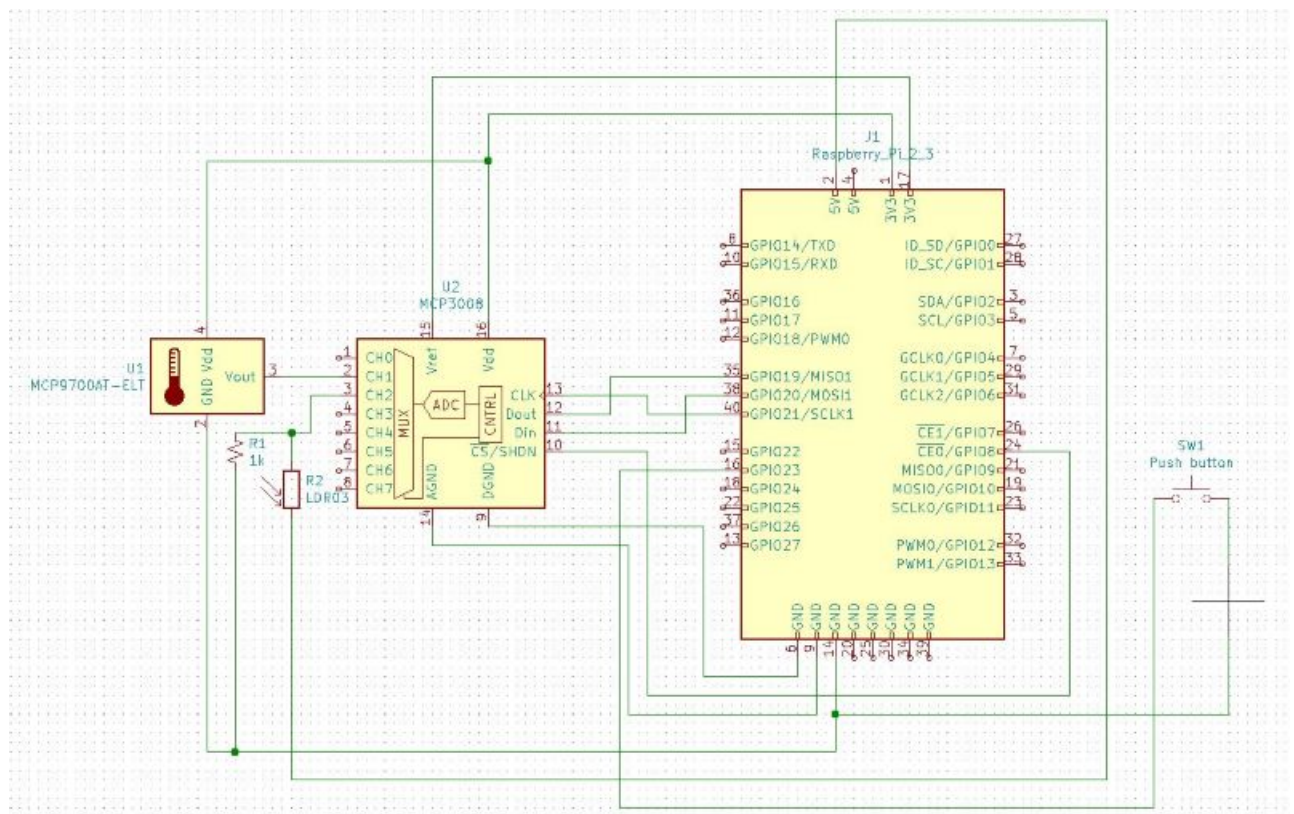 J1
Raspberry_Pi_2_3
2
4
1
17
5V
5V
3V3
3V3
8
GPIO14/TXD
ID_SD/GPIO0
27
10
GPIO15/RXD
ID_SC/GPIO1
28
36
GPIO16
SDA/GPIO2
3
11
GPIO17
SCL/GPIO3
5
12
GPIO18/PWM0
GCLK0/GPIO4
7
35
GPIO19/MISO1
GCLK1/GPIO5
29
38
GPIO20/MOSI1
GCLK2/GPIO6
31
40
GPIO21/SCLK1
CE1/GPIO7
26
15
GPIO22
CE0/GPIO8
24
16
GPIO23
MISO0/GPIO9
21
18
GPIO24
MOSI0/GPIO10
19
22
GPIO25
SCLK0/GPIO11
23
37
GPIO26
13
GPIO27
PWM0/GPIO12
32
PWM1/GPIO13
33
GND
GND
GND
GND
GND
GND
GND
GND
6
9
14
20
25
30
34
39
U2
MCP3008
15
16
Vref
Vdd
1
CH0
2
CH1
3
CH2
4
CH3
5
CH4
6
CH5
7
CH6
8
CH7
MUX
ADC
CNTRL
CLK
13
Dout
12
Din
11
CS/SHDN
10
AGND
DGND
14
9
U1
MCP9700AT-ELT
4
Vdd
GND
Vout
3
2
R1
1k
R2
LDR03
SW1
Push button